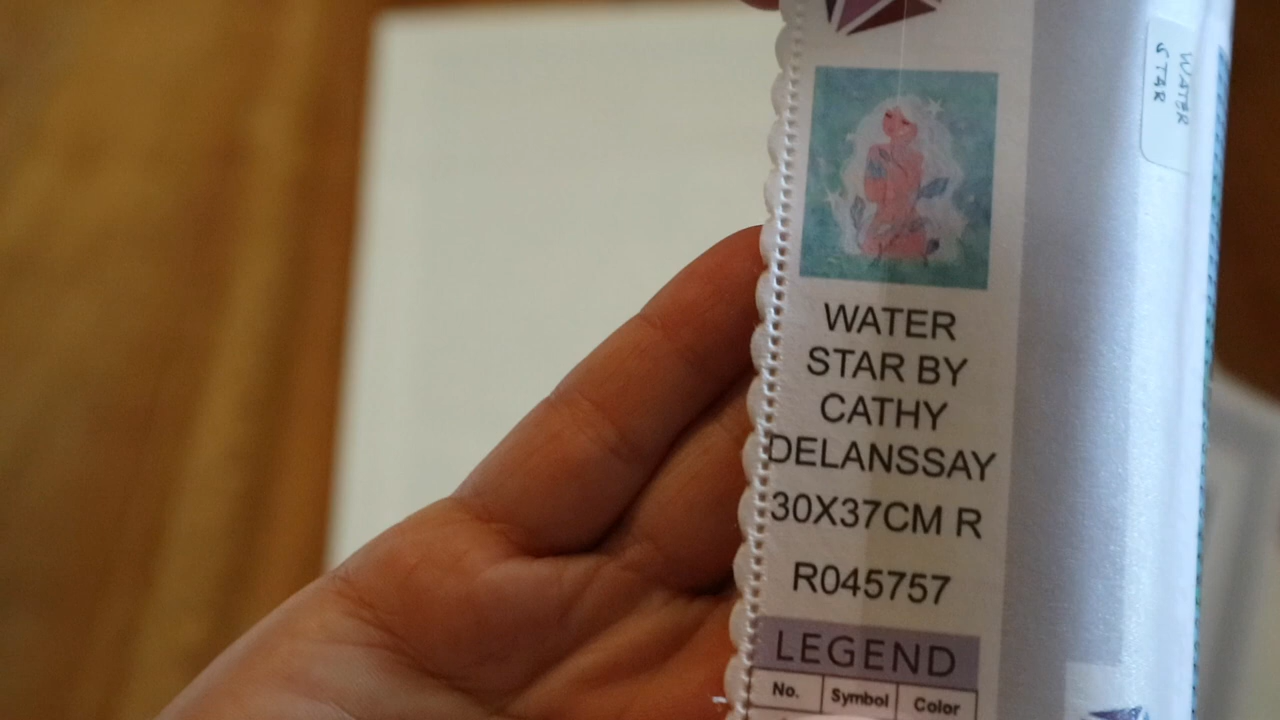 WATER
STAR
WATER
STAR BY
CATHY
DELANSSAY
30X37CM R
R045757
LEGEND
No. Symbol Color